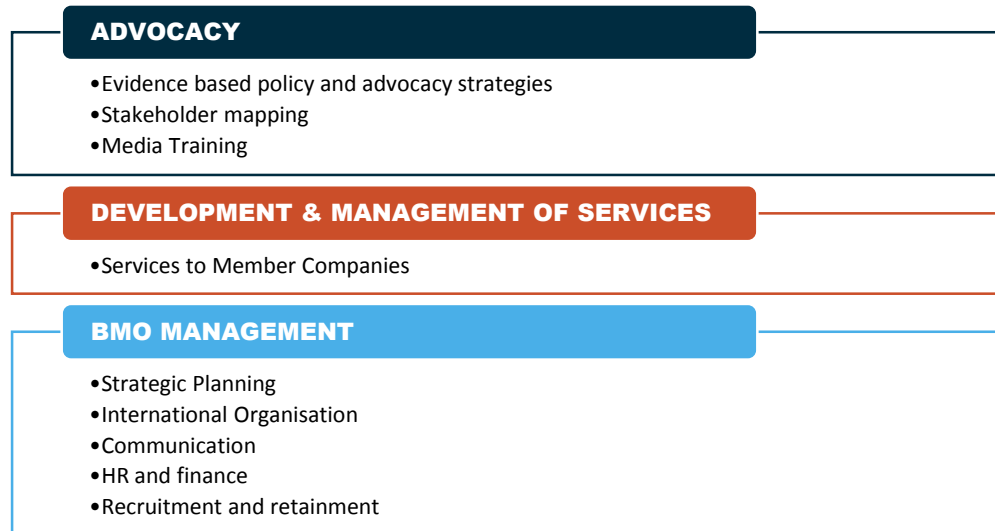 ADVOCACY
•Evidence based policy and advocacy strategies
•Stakeholder mapping
•Media Training
DEVELOPMENT & MANAGEMENT OF SERVICES
•Services to Member Companies
BMO MANAGEMENT
•Strategic Planning
•International Organisation
•Communication
•HR and finance
•Recruitment and retainment